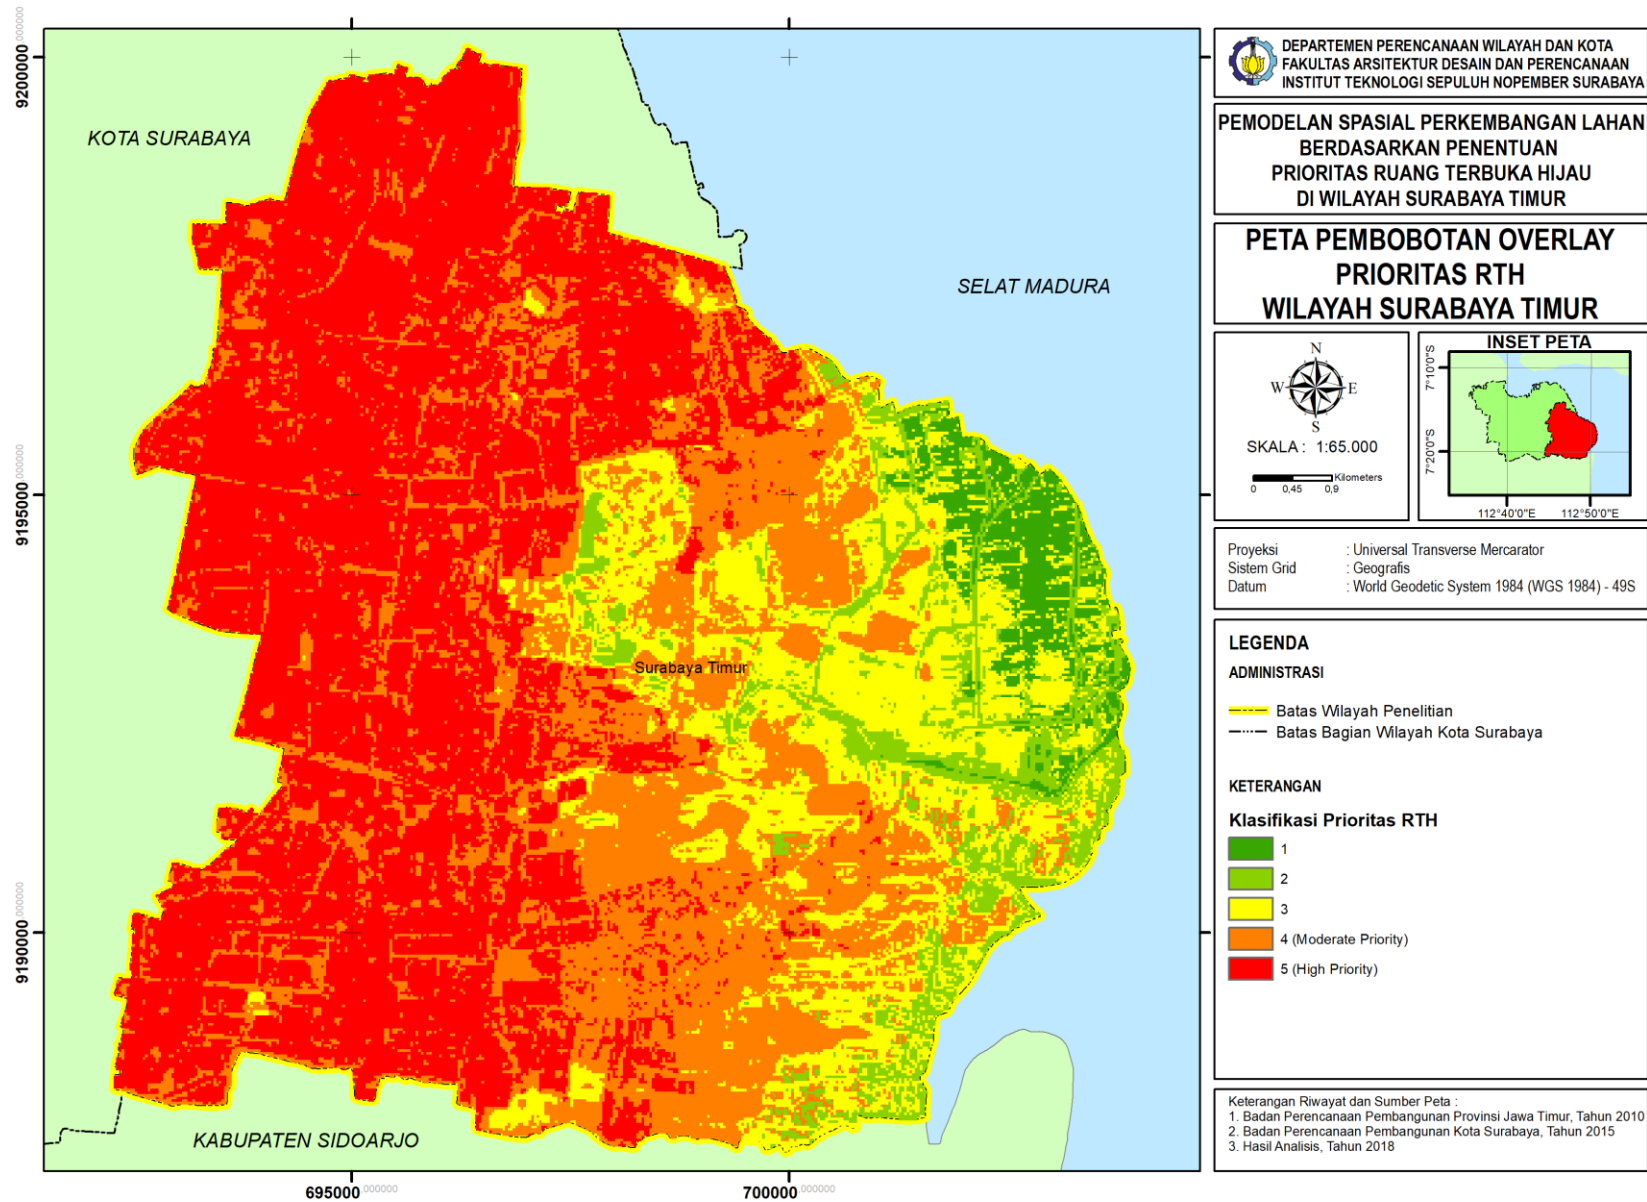 9200000,000000
9195000,000000
9190000,000000
695000,000000
700000,000000
KOTA SURABAYA
SELAT MADURA
Surabaya Timur
KABUPATEN SIDOARJO
DEPARTEMEN PERENCANAAN WILAYAH DAN KOTA
FAKULTAS ARSITEKTUR DESAIN DAN PERENCANAAN
INSTITUT TEKNOLOGI SEPULUH NOPEMBER SURABAYA
PEMODELAN SPASIAL PERKEMBANGAN LAHAN
BERDASARKAN PENENTUAN
PRIORITAS RUANG TERBUKA HIJAU
DI WILAYAH SURABAYA TIMUR
PETA PEMBOBOTAN OVERLAY
PRIORITAS RTH
WILAYAH SURABAYA TIMUR
N
W E
S
SKALA : 1:65.000
Kilometers
0 0,45 0,9
INSET PETA
7°10'0"S
7°20'0"S
112°40'0"E 112°50'0"E
Proyeksi : Universal Transverse Mercarator
Sistem Grid : Geografis
Datum : World Geodetic System 1984 (WGS 1984) - 49S
LEGENDA
ADMINISTRASI
Batas Wilayah Penelitian
Batas Bagian Wilayah Kota Surabaya
KETERANGAN
Klasifikasi Prioritas RTH
1
2
3
4 (Moderate Priority)
5 (High Priority)
Keterangan Riwayat dan Sumber Peta :
1. Badan Perencanaan Pembangunan Provinsi Jawa Timur, Tahun 2010
2. Badan Perencanaan Pembangunan Kota Surabaya, Tahun 2015
3. Hasil Analisis, Tahun 2018